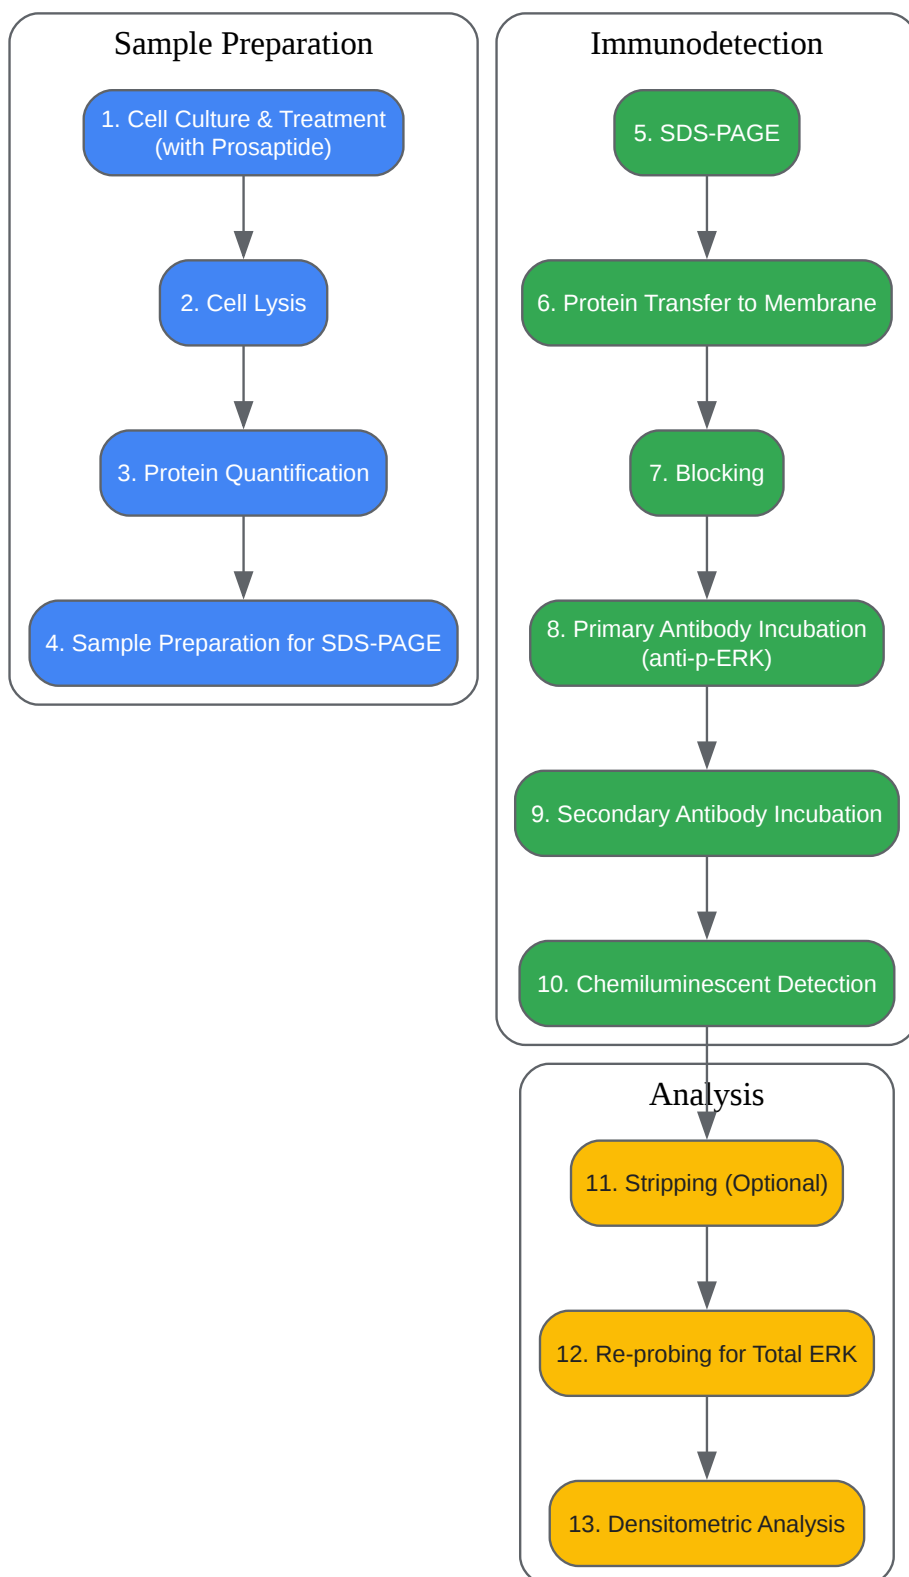 Sample Preparation
1. Cell Culture & Treatment
(with Prosaptide)
2. Cell Lysis
3. Protein Quantification
4. Sample Preparation for SDS-PAGE
Immunodetection
5. SDS-PAGE
6. Protein Transfer to Membrane
7. Blocking
8. Primary Antibody Incubation
(anti-p-ERK)
9. Secondary Antibody Incubation
10. Chemiluminescent Detection
Analysis
11. Stripping (Optional)
12. Re-probing for Total ERK
13. Densitometric Analysis